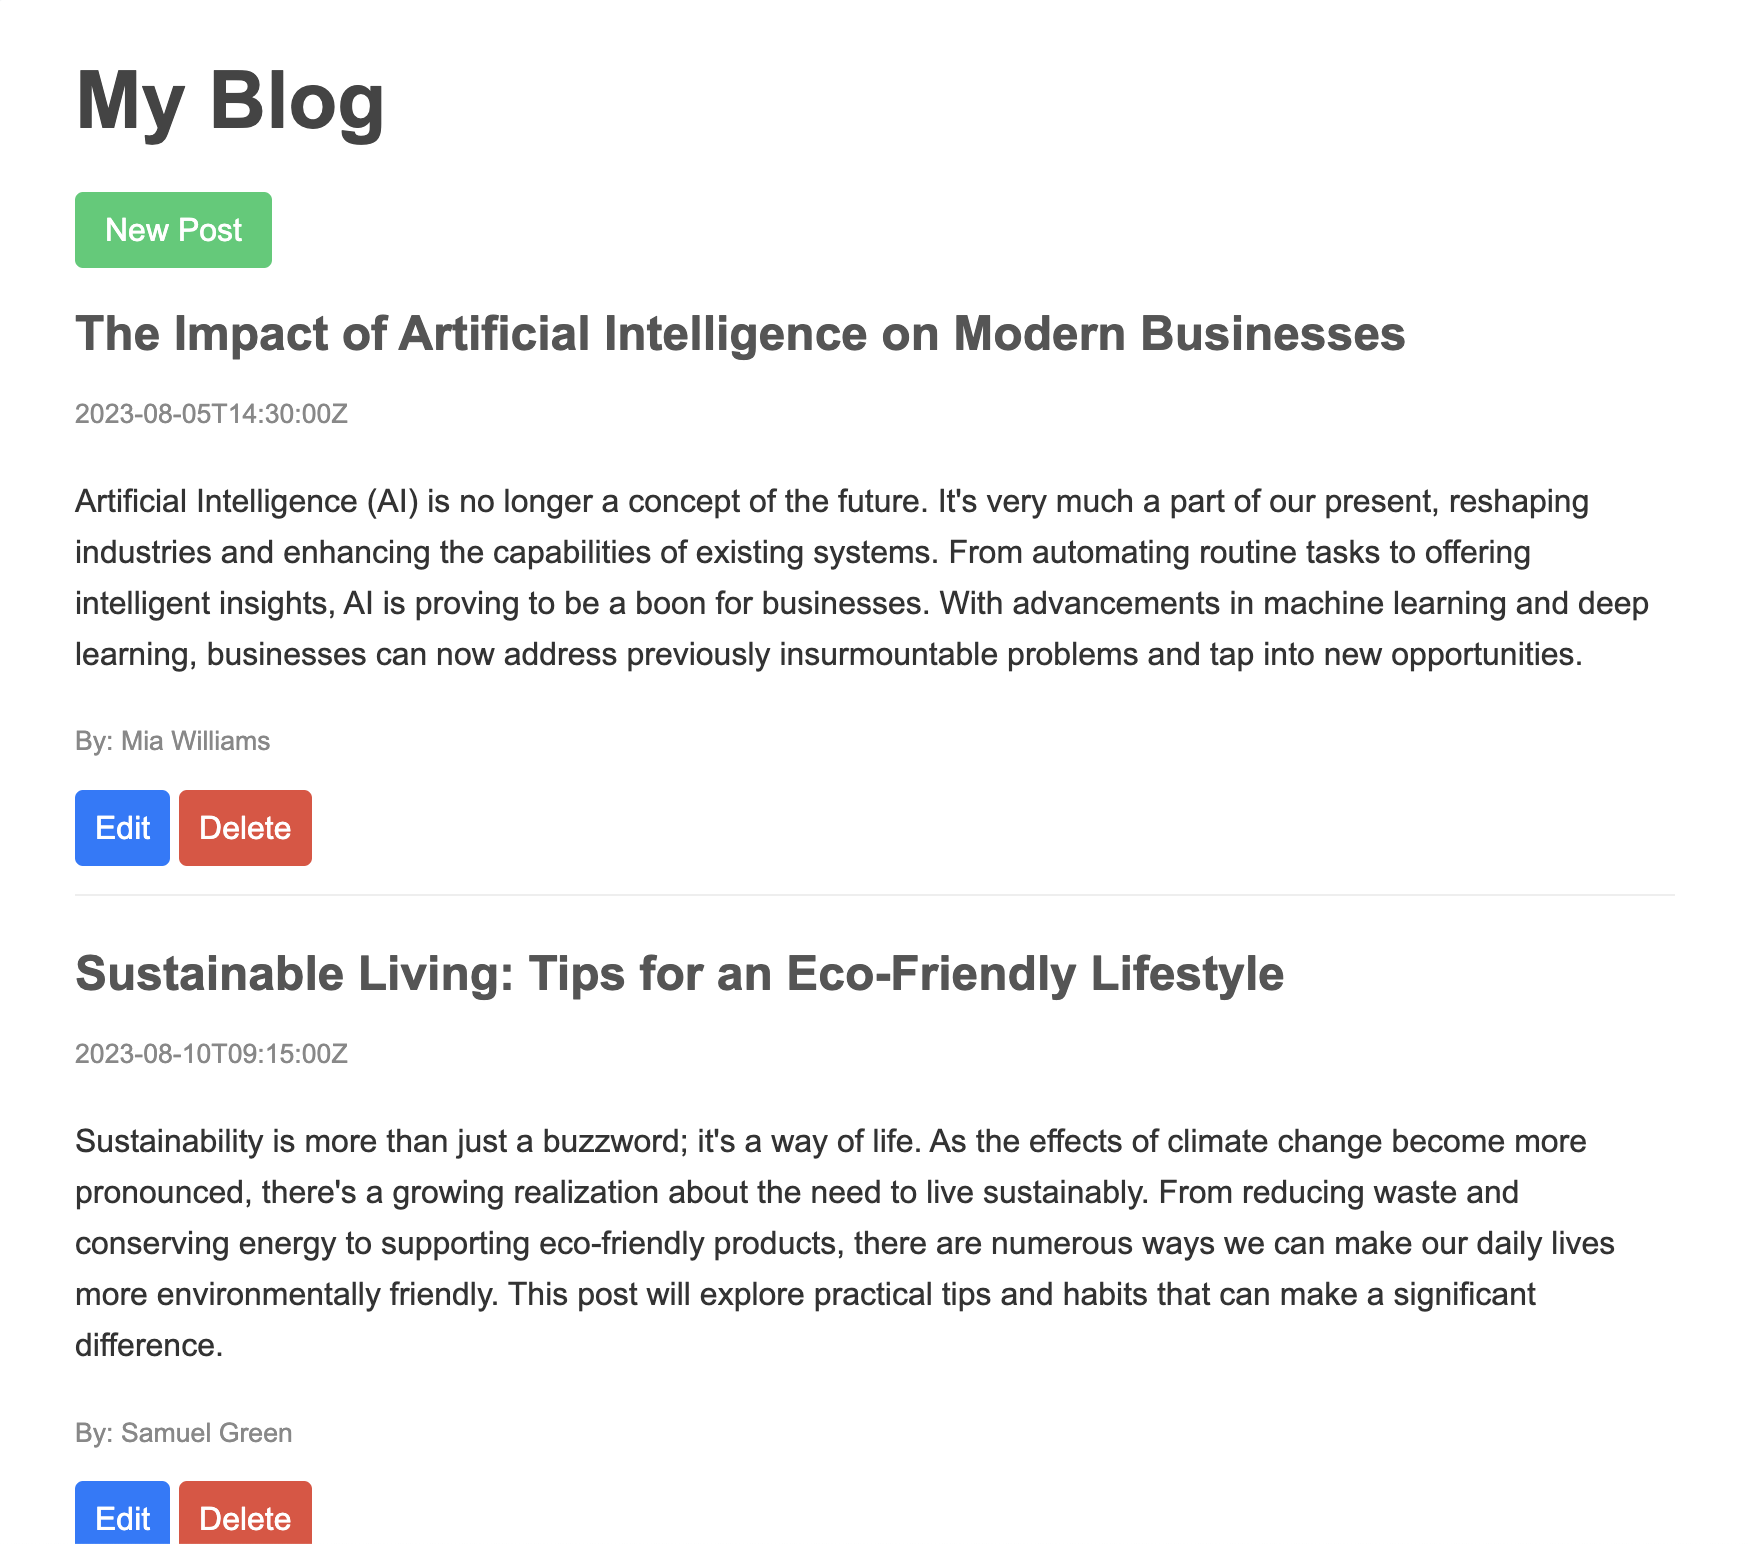 My Blog
New Post
The Impact of Artificial Intelligence on Modern Businesses
2023-08-05T14:30:00Z
Artificial Intelligence (AI) is no longer a concept of the future. It's very much a part of our present, reshaping
industries and enhancing the capabilities of existing systems. From automating routine tasks to offering
intelligent insights, AI is proving to be a boon for businesses. With advancements in machine learning and deep
learning, businesses can now address previously insurmountable problems and tap into new opportunities.
By: Mia Williams
Edit Delete
Sustainable Living: Tips for an Eco-Friendly Lifestyle
2023-08-10T09:15:00Z
Sustainability is more than just a buzzword; it's a way of life. As the effects of climate change become more
pronounced, there's a growing realization about the need to live sustainably. From reducing waste and
conserving energy to supporting eco-friendly products, there are numerous ways we can make our daily lives
more environmentally friendly. This post will explore practical tips and habits that can make a significant
difference.
By: Samuel Green
Edit Delete